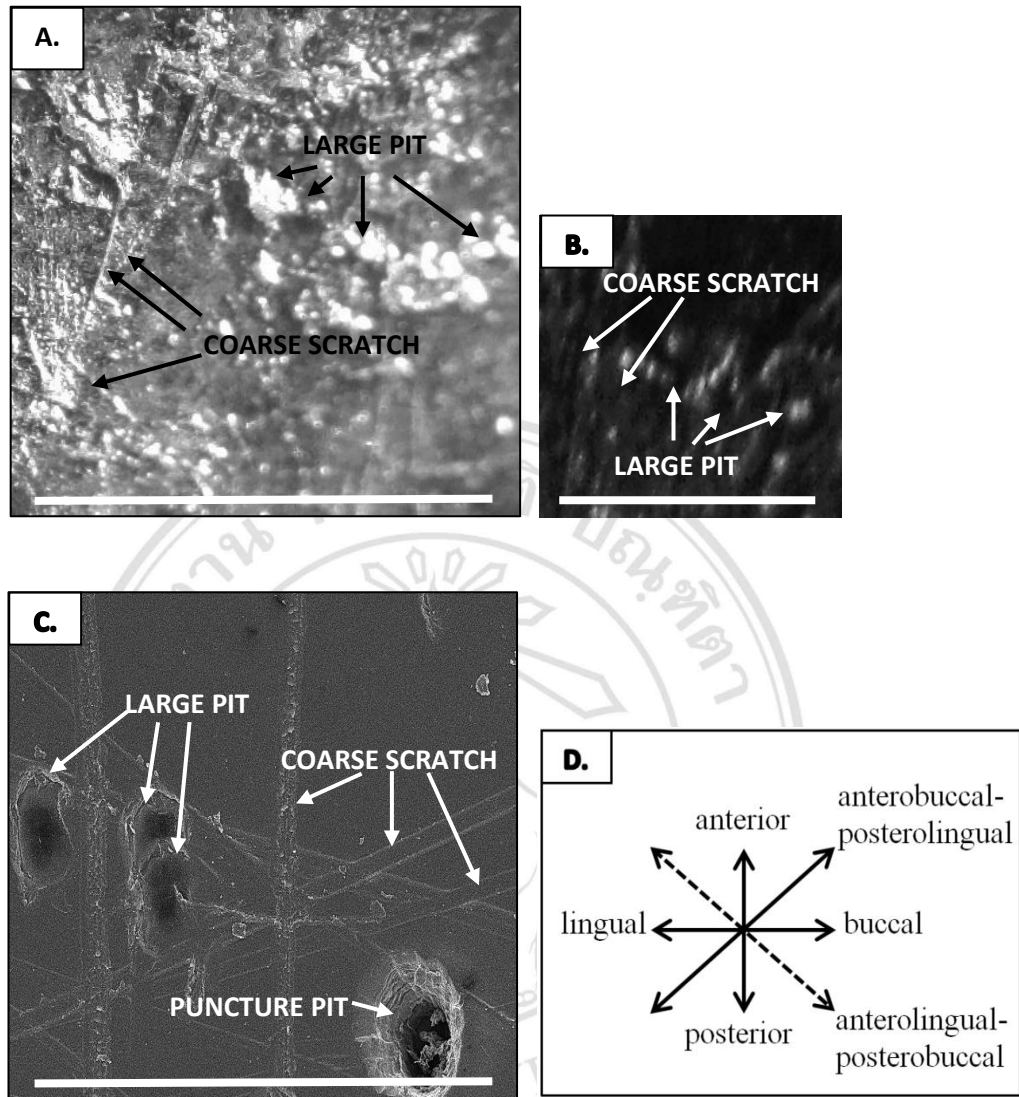 A.
LARGE PIT
COARSE SCRATCH
B.
COARSE SCRATCH
LARGE PIT
C.
LARGE PIT
COARSE SCRATCH
PUNCTURE PIT
D.
anterior
anterobuccal-
posterolingual
lingual
buccal
posterior
anterolingual-
posterobuccal